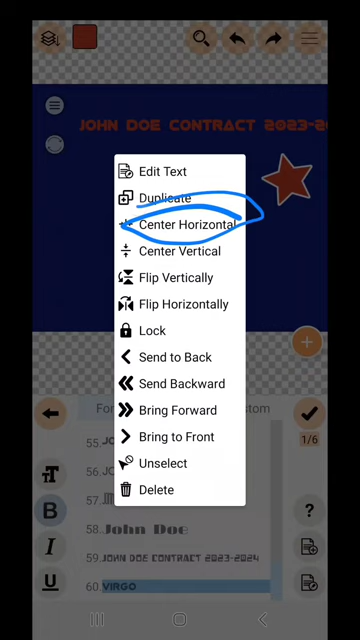 JOHN DOE CONTRACT 2023-20
Edit Text
Duplicate
Center Horizontal
Center Vertical
Flip Vertically
Flip Horizontally
Lock
Send to Back
Send Backward
Bring Forward
Bring to Front
Unselect
Delete
Fon
stom
1/6
55.
56.
57.
58. John Doe
59. JOHN DOE CONTRACT 2023-2024
60. VIRGO
B
I
U
?